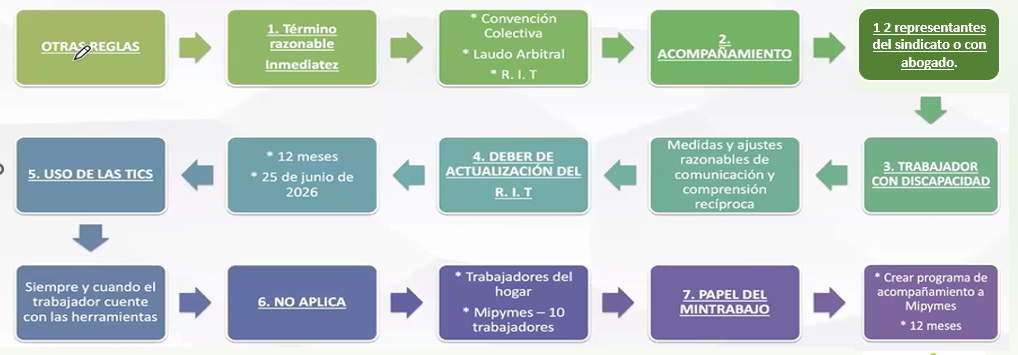 OTRAS REGLAS
1. Término
razonable
Inmediatez
* Convención
Colectiva
* Laudo Arbitral
* R. I. T
2.
ACOMPAÑAMIENTO
1 2 representantes
del sindicato o con
abogado.
3. TRABAJADOR
CON DISCAPACIDAD
Medidas y ajustes
razonables de
comunicación y
comprensión
recíproca
4. DEBER DE
ACTUALIZACIÓN DEL
R. I. T
* 12 meses
* 25 de junio de
2026
5. USO DE LAS TICS
Siempre y cuando el
trabajador cuente
con las herramientas
6. NO APLICA
* Trabajadores del
hogar
* Mipymes – 10
trabajadores
7. PAPEL DEL
MINTRABAJO
* Crear programa de
acompañamiento a
Mipymes
* 12 meses